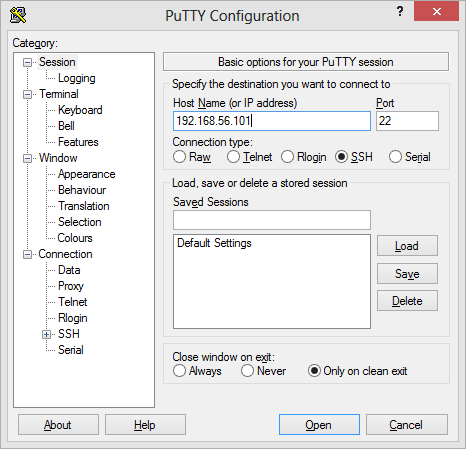 PuTTY Configuration
? ×
Category:
Session
Logging
Terminal
Keyboard
Bell
Features
Window
Appearance
Behaviour
Translation
Selection
Colours
Connection
Data
Proxy
Telnet
Rlogin
SSH
Serial
Basic options for your PuTTY session
Specify the destination you want to connect to
Host Name (or IP address) Port
192.168.56.101 22
Connection type:
Raw Telnet Rlogin SSH Serial
Load, save or delete a stored session
Saved Sessions
Default Settings
Load
Save
Delete
Close window on exit:
Always Never Only on clean exit
About Help Open Cancel